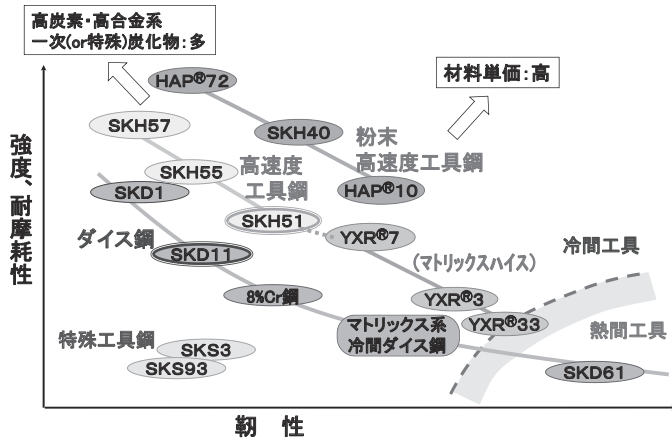 高炭素・高合金系
一次(or特殊)炭化物：多
材料単価：高
HAP®72
SKH57
SKH40
粉末
高速度工具鋼
SKH55
高速度
工具鋼
HAP®10
SKD1
SKH51
YXR®7
ダイス鋼
SKD11
(マトリックスハイス)
冷間工具
8%Cr鋼
YXR®3
YXR®33
熱間工具
マトリックス系
冷間ダイス鋼
特殊工具鋼
SKS3
SKS93
SKD61
強度、耐摩耗性
靭 性